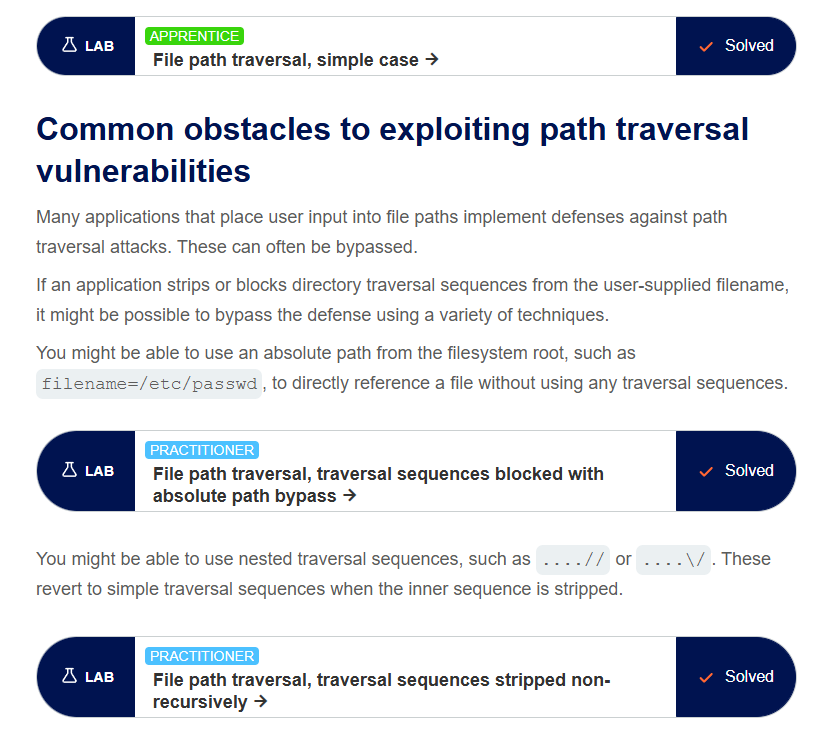 LAB
APPRENTICE
File path traversal, simple case →
Solved
Common obstacles to exploiting path traversal
vulnerabilities
Many applications that place user input into file paths implement defenses against path
traversal attacks. These can often be bypassed.
If an application strips or blocks directory traversal sequences from the user-supplied filename,
it might be possible to bypass the defense using a variety of techniques.
You might be able to use an absolute path from the filesystem root, such as
filename=/etc/passwd, to directly reference a file without using any traversal sequences.
LAB
PRACTITIONER
File path traversal, traversal sequences blocked with
absolute path bypass →
Solved
You might be able to use nested traversal sequences, such as ....// or ....\/. These
revert to simple traversal sequences when the inner sequence is stripped.
LAB
PRACTITIONER
File path traversal, traversal sequences stripped non-
recursively →
Solved